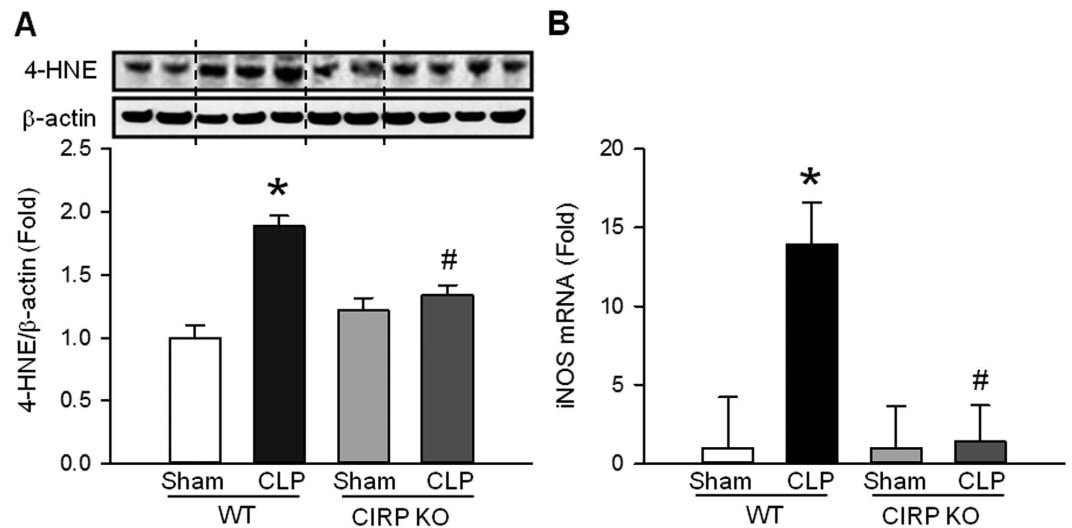 A
4-HNE
β-actin
4-HNE/β-actin (Fold)
2.5
2.0
1.5
1.0
0.5
0.0
*
#
Sham CLP Sham CLP
WT CIRP KO
B
iNOS mRNA (Fold)
20
15
10
5
0
*
#
Sham CLP Sham CLP
WT CIRP KO